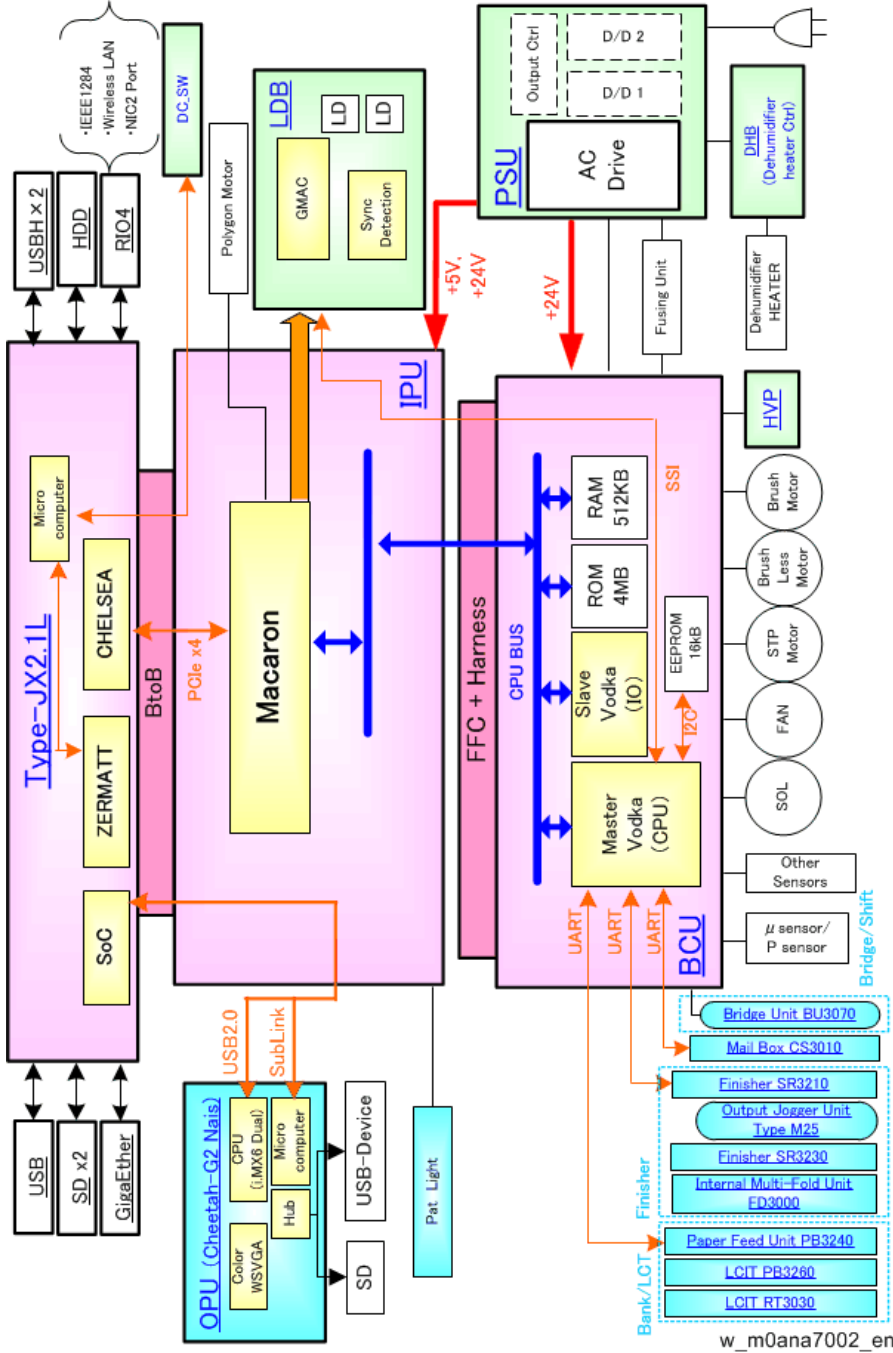 USB
SD x2
GigaEther
USBH × 2
HDD
RIO4
・IEEE1284
・Wireless LAN
・NIC2 Port
Type-JX2.1L
SoC
ZERMATT
CHELSEA
Micro
computer
DC_SW
BtoB
PCIe x4
Polygon Motor
Macaron
IPU
LDB
GMAC
Sync
Detection
LD
LD
USB2.0
SubLink
OPU (Cheetah-G2 Nais)
Color
WSVGA
CPU
(i.MX6 Dual)
Hub
Micro
computer
SD
USB-Device
Pat Light
+5V,
+24V
+24V
PSU
AC
Drive
Output Ctrl
D/D 1
D/D 2
Fusing Unit
DHB
(Dehumidifier
heater Ctrl)
Dehumidifier
HEATER
FFC + Harness
CPU BUS
Master
Vodka
(CPU)
Slave
Vodka
(IO)
ROM
4MB
RAM
512KB
EEPROM
16kB
I2C
SSI
UART
UART
UART
BCU
HVP
μ sensor/
P sensor
Other
Sensors
SOL
FAN
STP
Motor
Brush
Less
Motor
Brush
Motor
Bridge/Shift
Bridge Unit BU3070
Mail Box CS3010
Finisher
Finisher SR3210
Output Jogger Unit
Type M25
Finisher SR3230
Internal Multi-Fold Unit
FD3000
Bank/LCT
Paper Feed Unit PB3240
LCIT PB3260
LCIT RT3030
w_m0ana7002_en